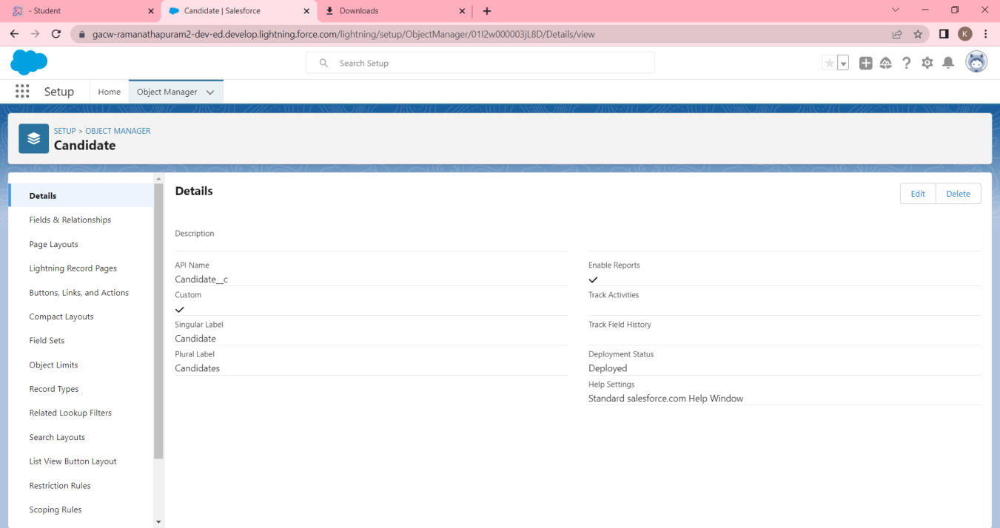 - Student
Candidate | Salesforce
Downloads
gacw-ramanathapuram2-dev-ed.develop.lightning.force.com/lightning/setup/ObjectManager/01I2w000003jL8D/Details/view
K
Search Setup
Setup
Home
Object Manager
SETUP > OBJECT MANAGER
Candidate
Details
Fields & Relationships
Page Layouts
Lightning Record Pages
Buttons, Links, and Actions
Compact Layouts
Field Sets
Object Limits
Record Types
Related Lookup Filters
Search Layouts
List View Button Layout
Restriction Rules
Scoping Rules
Details
Edit
Delete
Description
API Name
Candidate__c
Custom
Singular Label
Candidate
Plural Label
Candidates
Enable Reports
Track Activities
Track Field History
Deployment Status
Deployed
Help Settings
Standard salesforce.com Help Window